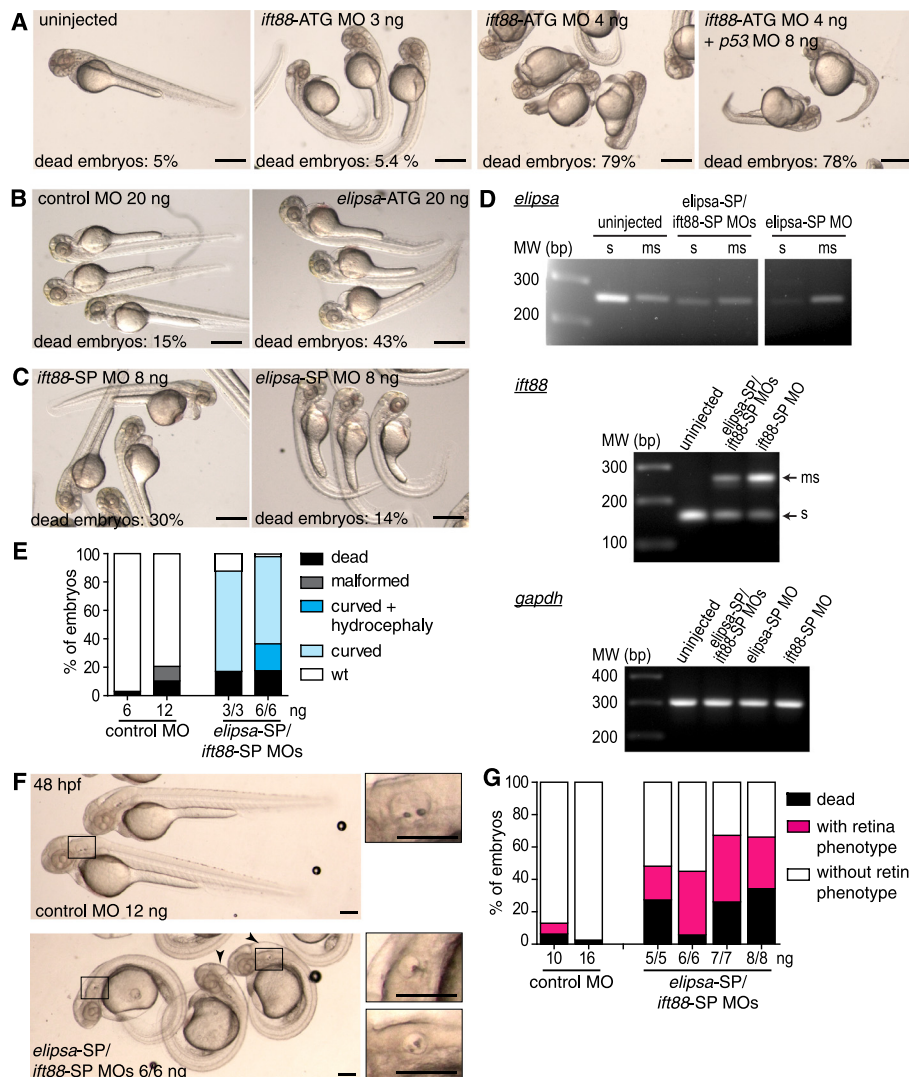 A
uninjected
dead embryos: 5%
ift88-ATG MO 3 ng
dead embryos: 5.4 %
ift88-ATG MO 4 ng
dead embryos: 79%
ift88-ATG MO 4 ng
+ p53 MO 8 ng
dead embryos: 78%
B
control MO 20 ng
dead embryos: 15%
elipsa-ATG 20 ng
dead embryos: 43%
C
ift88-SP MO 8 ng
dead embryos: 30%
elipsa-SP MO 8 ng
dead embryos: 14%
D
elipsa
uninjected
elipsa-SP/
ift88-SP MOs
elipsa-SP MO
MW (bp)
s
ms
s
ms
s
ms
300
200
ift88
MW (bp)
uninjected
elipsa-SP/
ift88-SP MOs
ift88-SP MO
300
200
100
ms
s
gapdh
MW (bp)
uninjected
elipsa-SP/
ift88-SP MOs
elipsa-SP MO
ift88-SP MO
400
300
200
E
% of embryos
100
80
60
40
20
0
6
12
3/3
6/6
ng
control MO
elipsa-SP/
ift88-SP MOs
dead
malformed
curved +
hydrocephaly
curved
wt
F
48 hpf
control MO 12 ng
elipsa-SP/
ift88-SP MOs 6/6 ng
G
% of embryos
100
80
60
40
20
0
10
16
5/5
6/6
7/7
8/8
ng
control MO
elipsa-SP/
ift88-SP MOs
dead
with retina
phenotype
without retin
phenotype